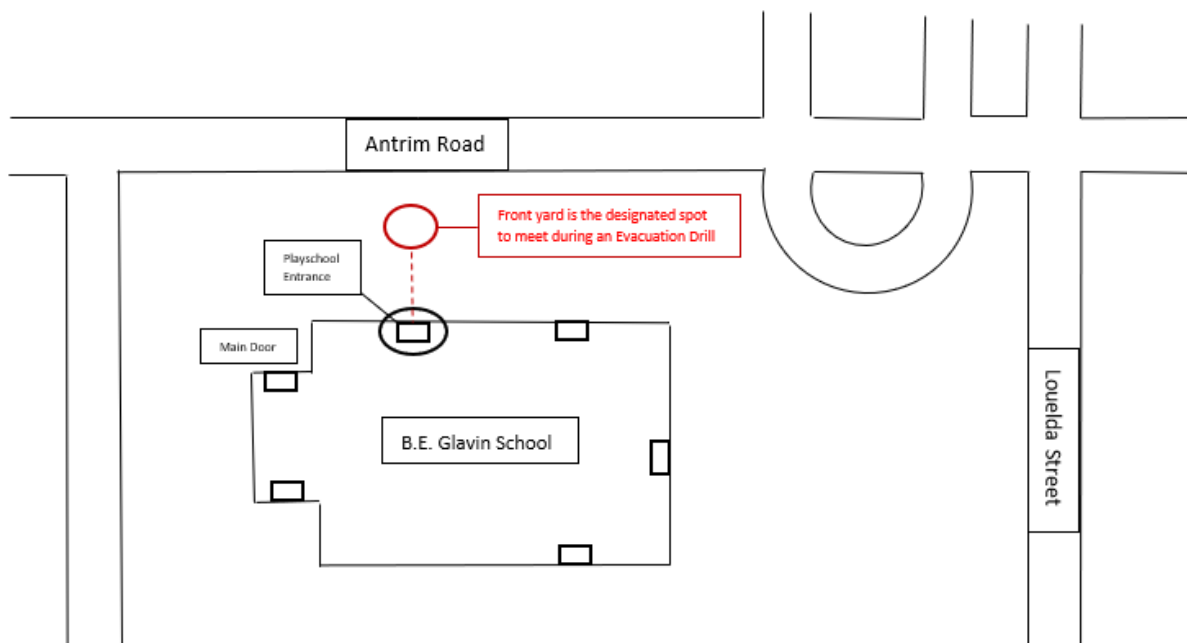 Antrim Road
Front yard is the designated spot
to meet during an Evacuation Drill
Playschool
Entrance
Main Door
B.E. Glavin School
Louelda Street